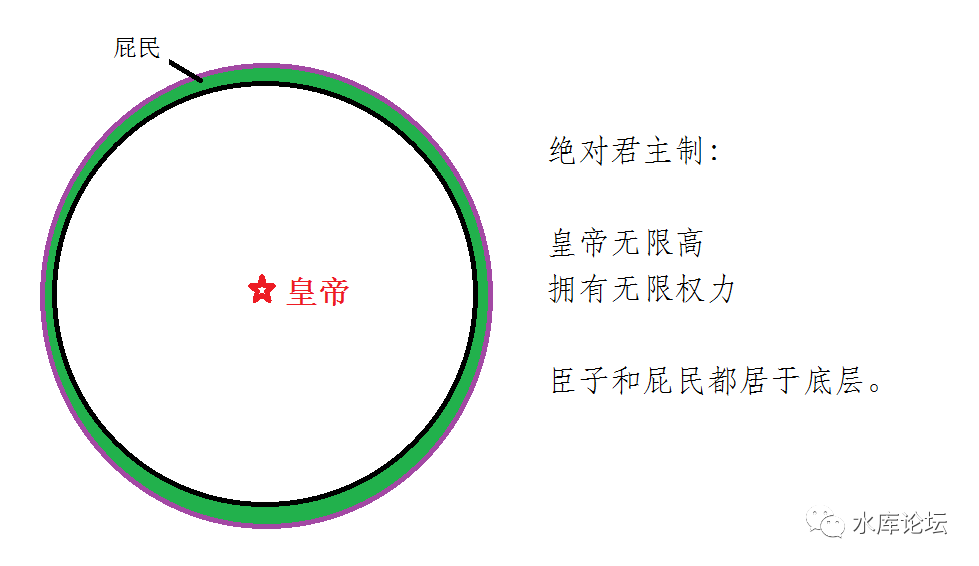 屁民
皇帝
绝对君主制：
皇帝无限高
拥有无限权力
臣子和屁民都居于底层。
水库论坛